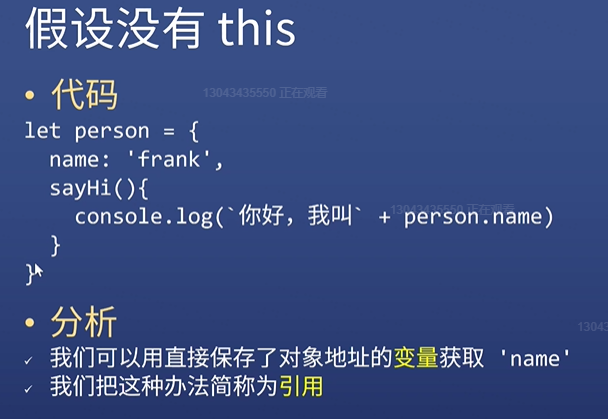 假设没有 this
• 代码
13043435550 正在观看
let person = {
name: 'frank',
sayHi(){
console.log(`你好, 我叫` + person.name)
13043435550 正在观看
}
}
• 分析
13043
✓ 我们可以用直接保存了对象地址的变量获取 'name'
✓ 我们把这种办法简称为引用